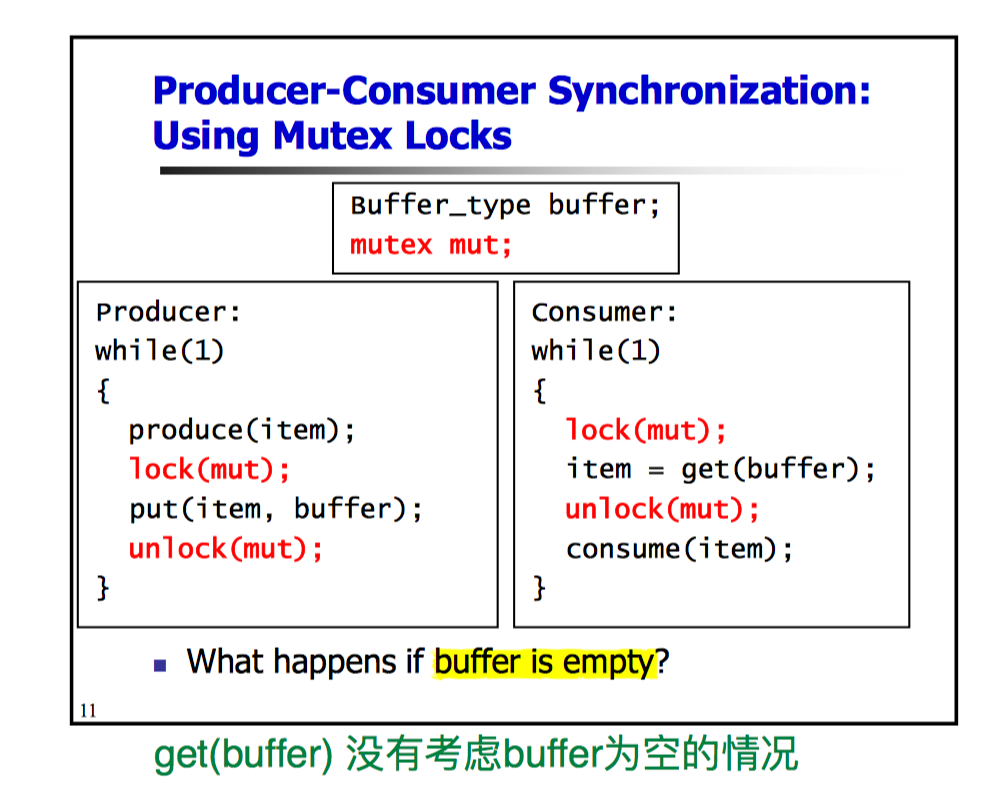 Producer-Consumer Synchronization:
Using Mutex Locks
Buffer_type buffer;
mutex mut;
Producer:
while(1)
{
produce(item);
lock(mut);
put(item, buffer);
unlock(mut);
}
Consumer:
while(1)
{
lock(mut);
item = get(buffer);
unlock(mut);
consume(item);
}
What happens if buffer is empty?
11
get(buffer) 没有考虑buffer为空的情况